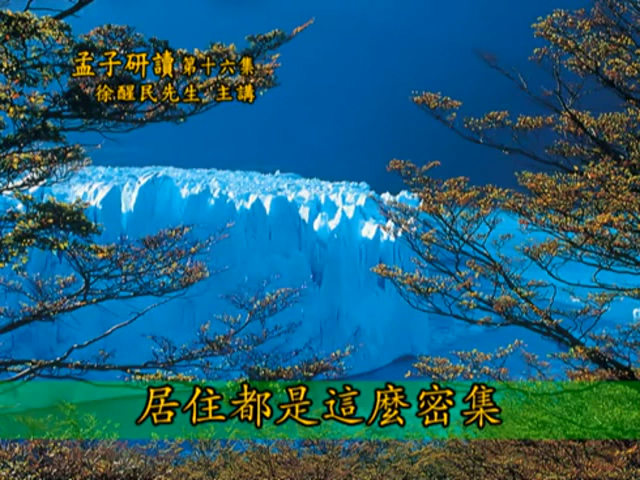 孟子研讀 第十六集
徐醒民先生 主講
居住都是這麼密集